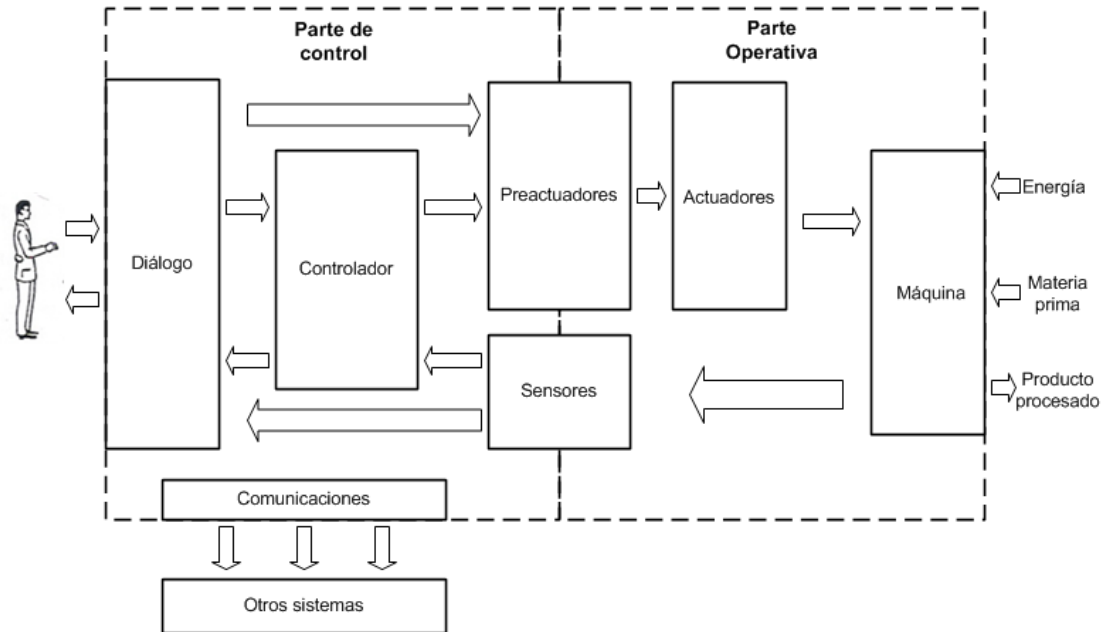 Parte de
control
Parte
Operativa
Diálogo
Controlador
Preactuadores
Actuadores
Máquina
Energía
Materia
prima
Producto
procesado
Sensores
Comunicaciones
Otros sistemas